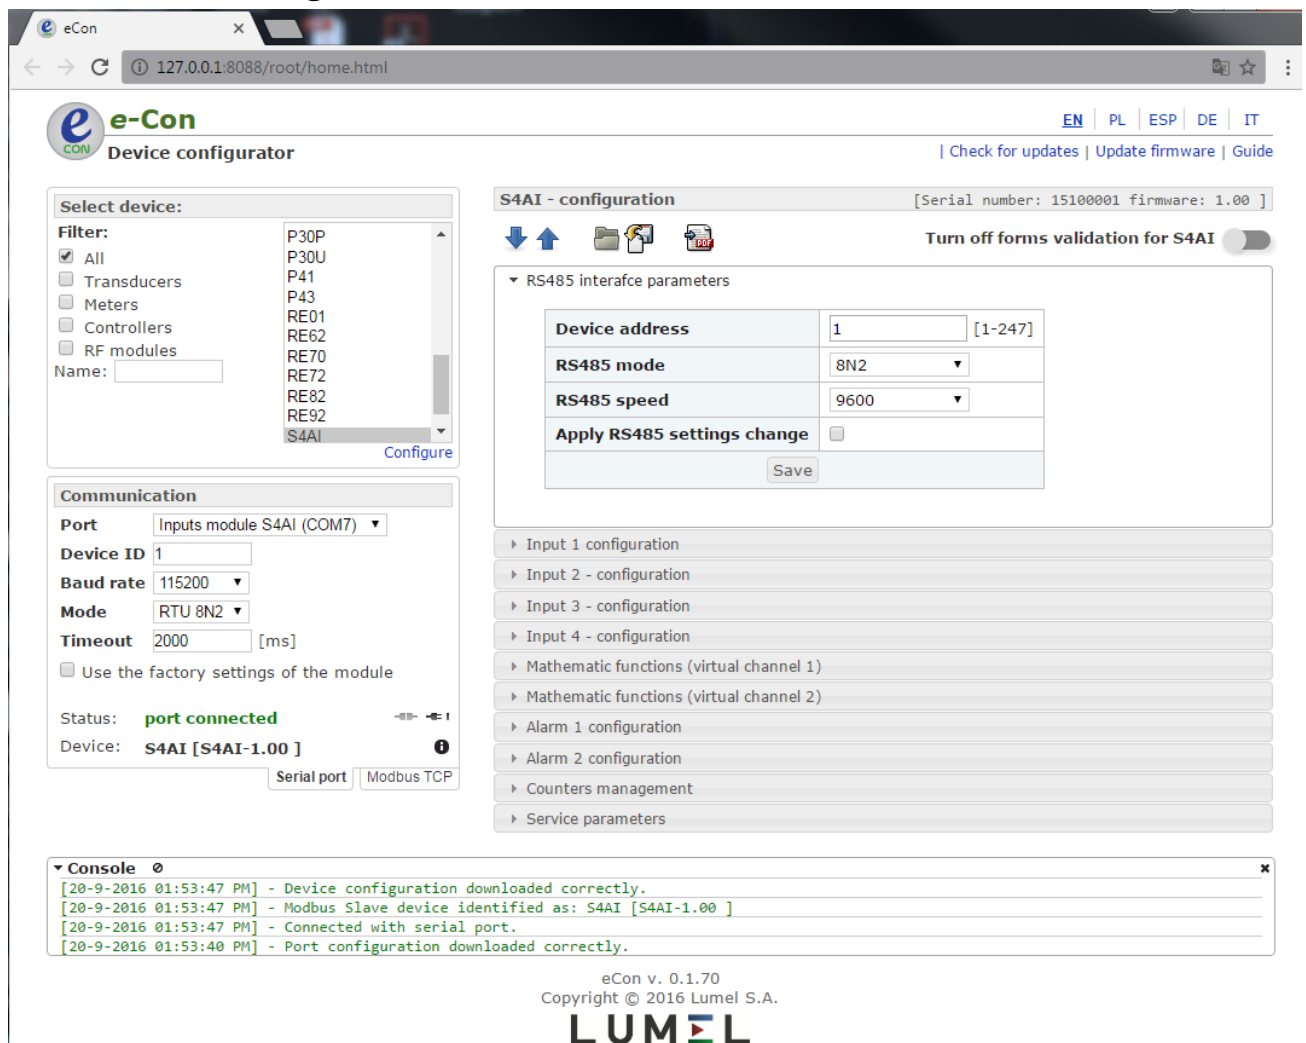 eCon
127.0.0.1:8088/root/home.html
e
CON
e-Con
EN | PL | ESP | DE | IT
Device configurator
| Check for updates | Update firmware | Guide
Select device:
Filter:
All
Transducers
Meters
Controllers
RF modules
Name:
P30P
P30U
P41
P43
RE01
RE62
RE70
RE72
RE82
RE92
S4AI
Configure
Communication
Port Inputs module S4AI (COM7)
Device ID 1
Baud rate 115200
Mode RTU 8N2
Timeout 2000 [ms]
Use the factory settings of the module
Status: port connected
Device: S4AI [S4AI-1.00 ]
Serial port Modbus TCP
S4AI - configuration [Serial number: 15100001 firmware: 1.00 ]
PDF
Turn off forms validation for S4AI
RS485 interafce parameters
Device address 1 [1-247]
RS485 mode 8N2
RS485 speed 9600
Apply RS485 settings change
Save
Input 1 configuration
Input 2 - configuration
Input 3 - configuration
Input 4 - configuration
Mathematic functions (virtual channel 1)
Mathematic functions (virtual channel 2)
Alarm 1 configuration
Alarm 2 configuration
Counters management
Service parameters
Console
[20-9-2016 01:53:47 PM] - Device configuration downloaded correctly.
[20-9-2016 01:53:47 PM] - Modbus Slave device identified as: S4AI [S4AI-1.00 ]
[20-9-2016 01:53:47 PM] - Connected with serial port.
[20-9-2016 01:53:40 PM] - Port configuration downloaded correctly.
eCon v. 0.1.70
Copyright © 2016 Lumel S.A.
LUMEL